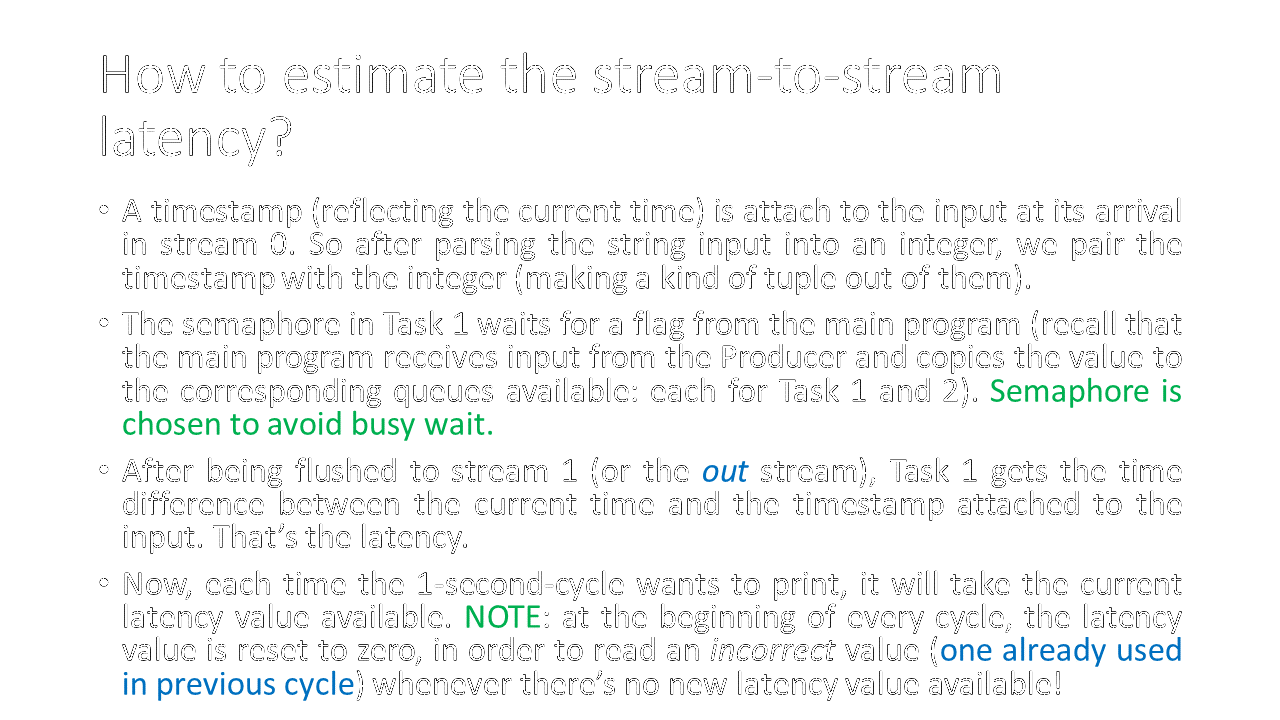 How to estimate the stream-to-stream
latency?
• A timestamp (reflecting the current time) is attach to the input at its arrival
in stream 0. So after parsing the string input into an integer, we pair the
timestamp with the integer (making a kind of tuple out of them).
• The semaphore in Task 1 waits for a flag from the main program (recall that
the main program receives input from the Producer and copies the value to
the corresponding queues available: each for Task 1 and 2). Semaphore is
chosen to avoid busy wait.
• After being flushed to stream 1 (or the out stream), Task 1 gets the time
difference between the current time and the timestamp attached to the
input. That’s the latency.
• Now, each time the 1-second-cycle wants to print, it will take the current
latency value available. NOTE: at the beginning of every cycle, the latency
value is reset to zero, in order to read an incorrect value (one already used
in previous cycle) whenever there’s no new latency value available!